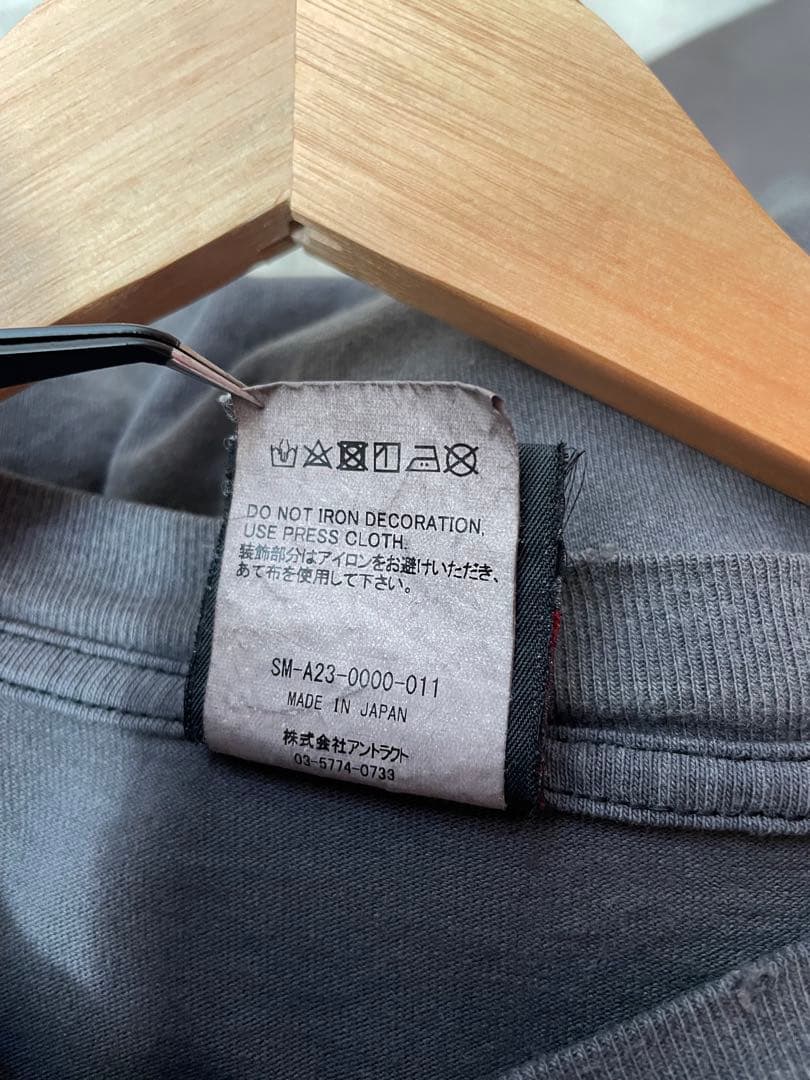 DO NOT IRON DECORATION,
USE PRESS CLOTH.
装飾部分はアイロンをお避けいただき、
あて布を使用して下さい。
SM-A23-0000-011
MADE IN JAPAN
株式会社アントラクト
03-5774-0733